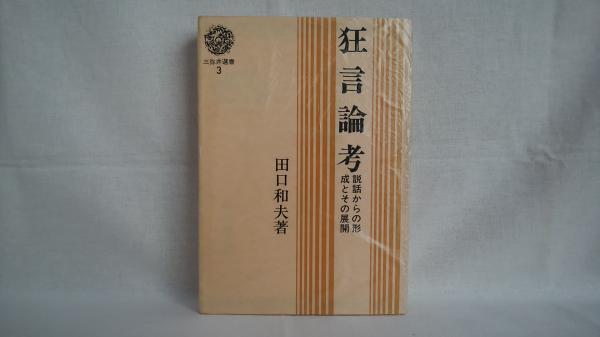 三弥井選書
3
狂言論考
説話からの形
成とその展開
田口和夫著